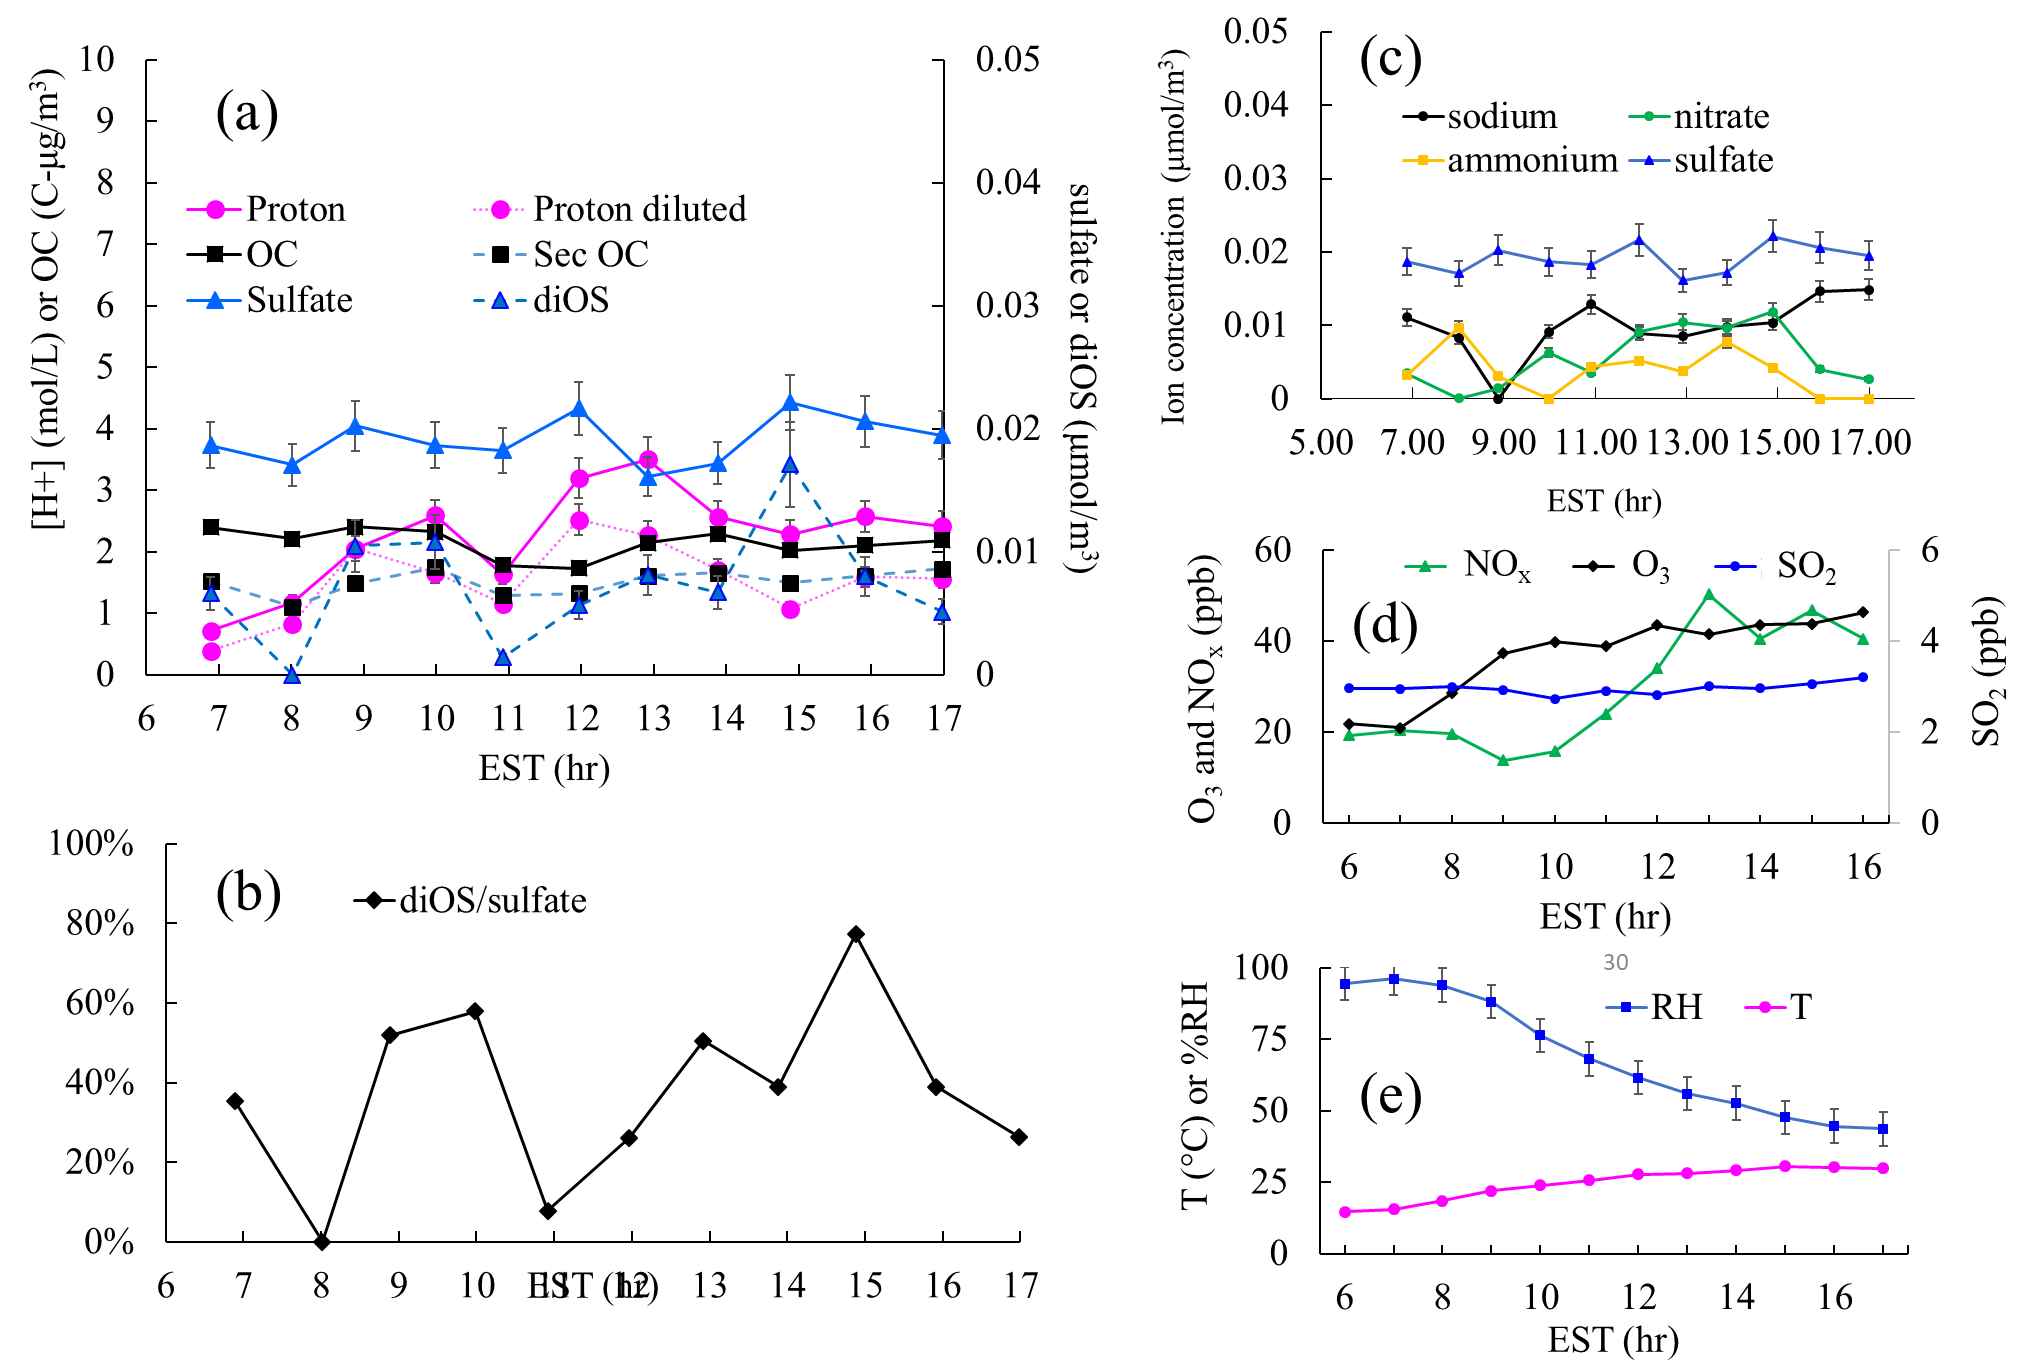 (a)
10
9
8
7
6
5
4
3
2
1
0
[H+] (mol/L) or OC (C-μg/m³)
0.05
0.04
0.03
0.02
0.01
0
sulfate or diOS (μmol/m³)
Proton
Proton diluted
OC
Sec OC
Sulfate
diOS
6 7 8 9 10 11 12 13 14 15 16 17
EST (hr)
(b)
100%
80%
60%
40%
20%
0%
diOS/sulfate
6 7 8 9 10 11 12 13 14 15 16 17
EST (hr)
(c)
0.05
0.04
0.03
0.02
0.01
0
Ion concentration (μmol/m³)
sodium
nitrate
ammonium
sulfate
5.00 7.00 9.00 11.00 13.00 15.00 17.00
EST (hr)
(d)
60
40
20
0
O₃ and NOₓ (ppb)
NOₓ
O₃
SO₂
6
4
2
0
SO₂ (ppb)
6 8 10 12 14 16
EST (hr)
(e)
30
100
75
50
25
0
T (°C) or %RH
RH
T
6 8 10 12 14 16
EST (hr)